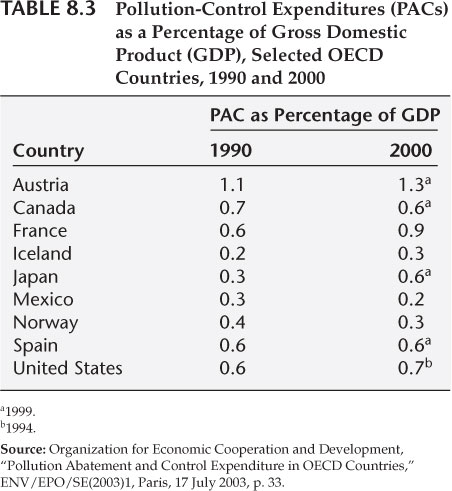 TABLE 8.3 Pollution-Control Expenditures (PACs)
as a Percentage of Gross Domestic
Product (GDP), Selected OECD
Countries, 1990 and 2000
PAC as Percentage of GDP
Country 1990 2000
Austria 1.1 1.3a
Canada 0.7 0.6a
France 0.6 0.9
Iceland 0.2 0.3
Japan 0.3 0.6a
Mexico 0.3 0.2
Norway 0.4 0.3
Spain 0.6 0.6a
United States 0.6 0.7b
a1999.
b1994.
Source: Organization for Economic Cooperation and Development,
“Pollution Abatement and Control Expenditure in OECD Countries,”
ENV/EPO/SE(2003)1, Paris, 17 July 2003, p. 33.